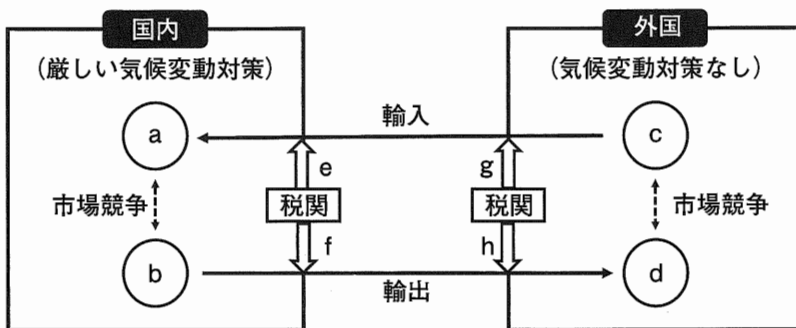 国内
外国
（厳しい気候変動対策）
（気候変動対策なし）
輸入
a
c
e
g
市場競争
税関
税関
市場競争
f
h
b
d
輸出